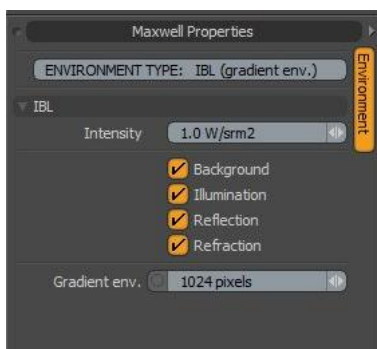 Maxwell Properties
ENVIRONMENT TYPE: IBL (gradient env.)
Environment
IBL
Intensity 1.0 W/srm2
Background
Illumination
Reflection
Refraction
Gradient env. 1024 pixels